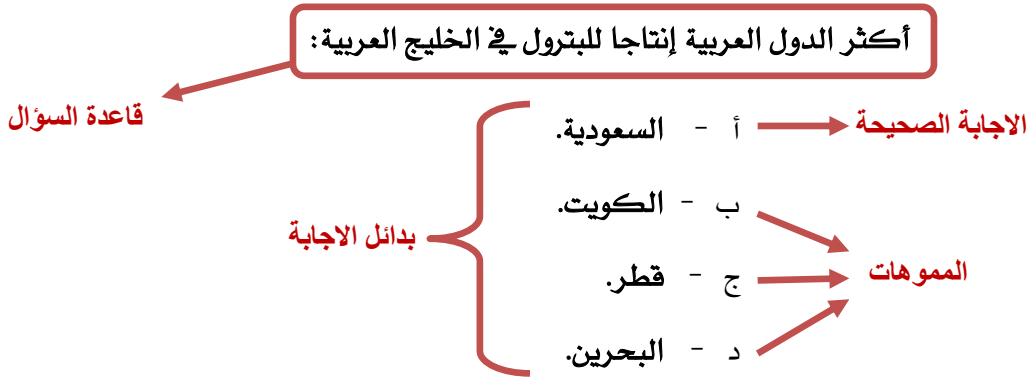 أكثر الدول العربية إنتاجا للبترول في الخليج العربية:
قاعدة السؤال
أ - السعودية.
الاجابة الصحيحة
ب - الكويت.
بدائل الاجابة
المموهات
ج - قطر.
د - البحرين.